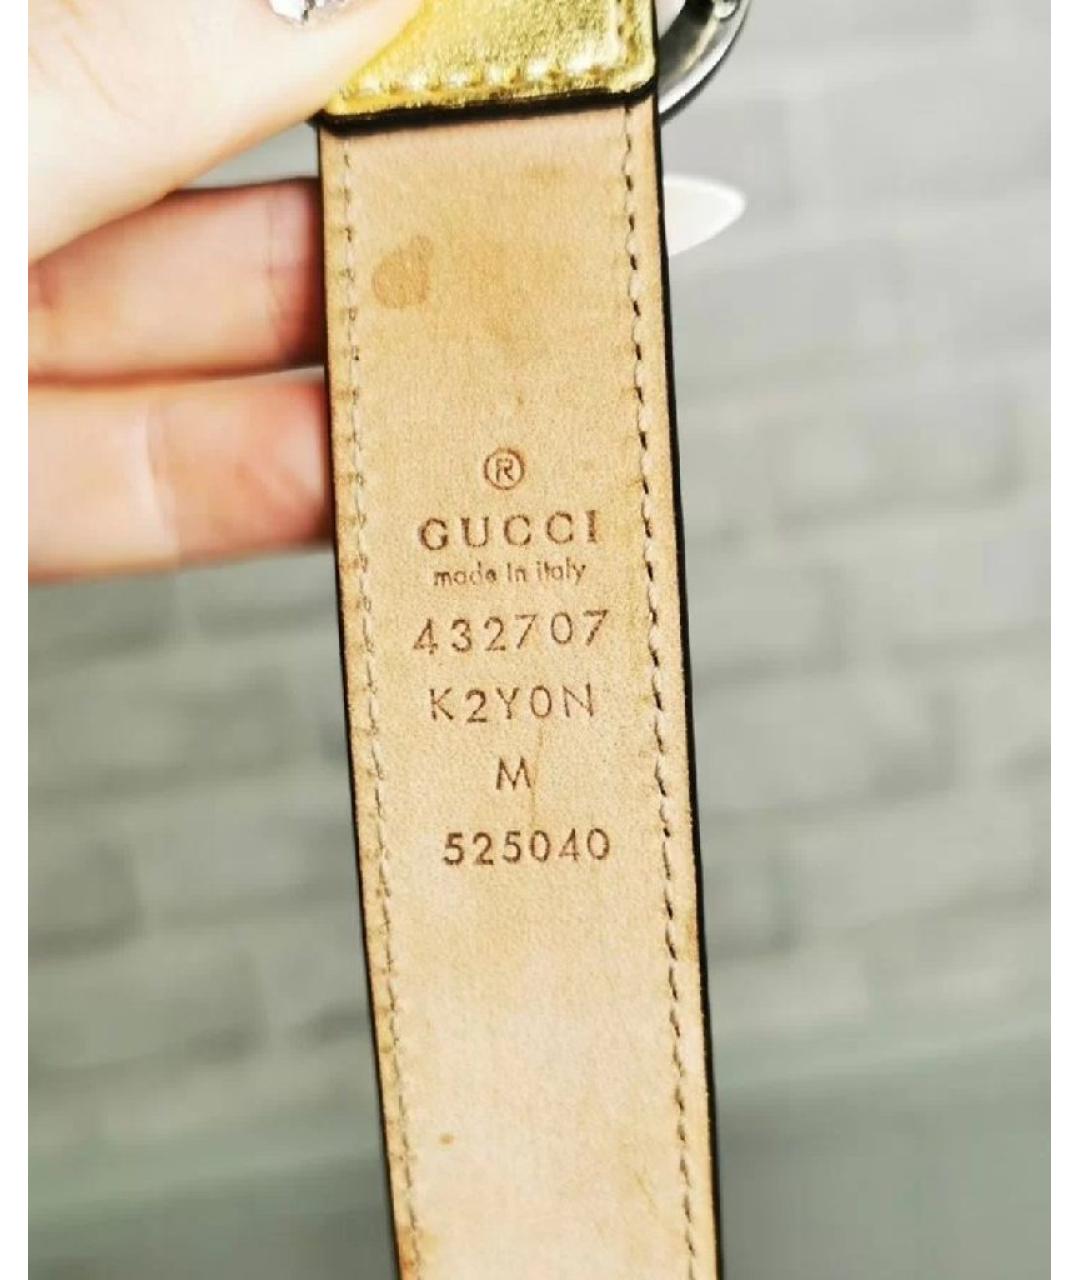 ®
GUCCI
made in italy
432707
K2Y0N
M
525040